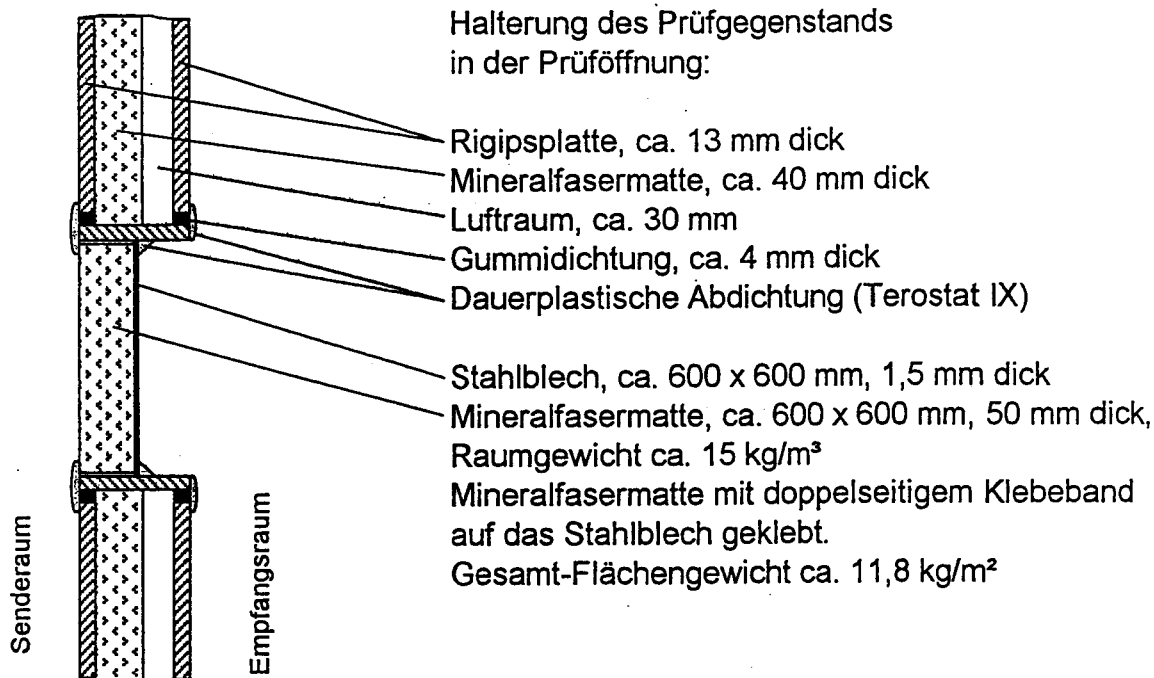 Halterung des Prüfgegenstands
in der Prüföffnung:
Rigipsplatte, ca. 13 mm dick
Mineralfasermatte, ca. 40 mm dick
Luftraum, ca. 30 mm
Gummidichtung, ca. 4 mm dick
Dauerplastische Abdichtung (Terostat IX)
Stahlblech, ca. 600 x 600 mm, 1,5 mm dick
Mineralfasermatte, ca. 600 x 600 mm, 50 mm dick,
Raumgewicht ca. 15 kg/m³
Mineralfasermatte mit doppelseitigem Klebeband
auf das Stahlblech geklebt.
Gesamt-Flächengewicht ca. 11,8 kg/m²
Senderaum
Empfangsraum